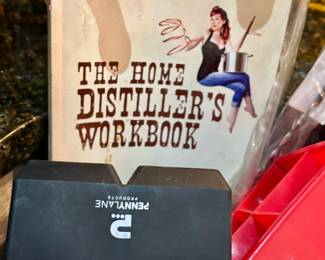 THE HOME
DISTILLER'S
WORKBOOK
PENNYLANE
PRODUCTS